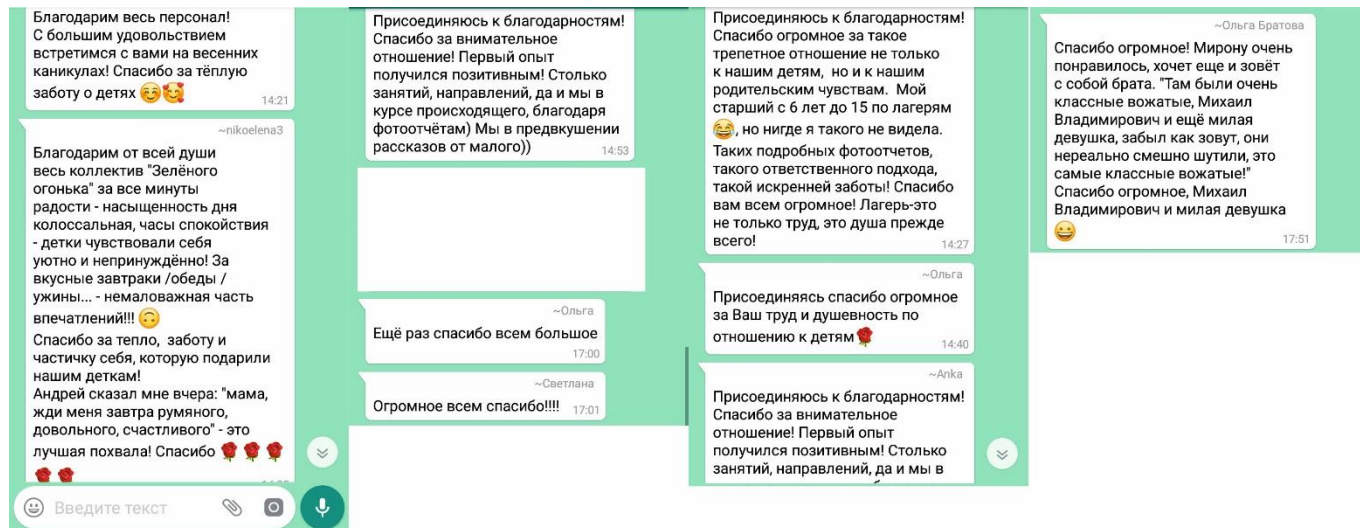 Благодарим весь персонал!
С большим удовольствием
встретимся с вами на весенних
каникулах! Спасибо за тёплую
заботу о детях
14:21
~nikoelena3
Благодарим от всей души
весь коллектив "Зелёного
огонька" за все минуты
радости - насыщенность дня
колоссальная, часы спокойствия
- детки чувствовали себя
уютно и непринуждённо! За
вкусные завтраки /обеды /
ужины... - немаловажная часть
впечатлений!!!
Спасибо за тепло, заботу и
частичку себя, которую подарили
нашим деткам!
Андрей сказал мне вчера: "мама,
жди меня завтра румяного,
довольного, счастливого" - это
лучшая похвала! Спасибо
Введите текст
Присоединяюсь к благодарностям!
Спасибо за внимательное
отношение! Первый опыт
получился позитивным! Столько
занятий, направлений, да и мы в
курсе происходящего, благодаря
фотоотчётам) Мы в предвкушении
рассказов от малого))
14:53
~Ольга
Ещё раз спасибо всем большое
17:00
~Светлана
Огромное всем спасибо!!!!
17:01
Присоединяюсь к благодарностям!
Спасибо огромное за такое
трепетное отношение не только
к нашим детям, но и к нашим
родительским чувствам. Мой
старший с 6 лет до 15 по лагерям
, но нигде я такого не видела.
Таких подробных фотоотчетов,
такого ответственного подхода,
такой искренней заботы! Спасибо
вам всем огромное! Лагерь-это
не только труд, это душа прежде
всего!
14:27
~Ольга
Присоединяясь спасибо огромное
за Ваш труд и душевность по
отношению к детям
14:40
~Anka
Присоединяюсь к благодарностям!
Спасибо за внимательное
отношение! Первый опыт
получился позитивным! Столько
занятий, направлений, да и мы в
~Ольга Братова
Спасибо огромное! Мирону очень
понравилось, хочет еще и зовёт
с собой брата. "Там были очень
классные вожатые, Михаил
Владимирович и ещё милая
девушка, забыл как зовут, они
нереально смешно шутили, это
самые классные вожатые!"
Спасибо огромное, Михаил
Владимирович и милая девушка
17:51